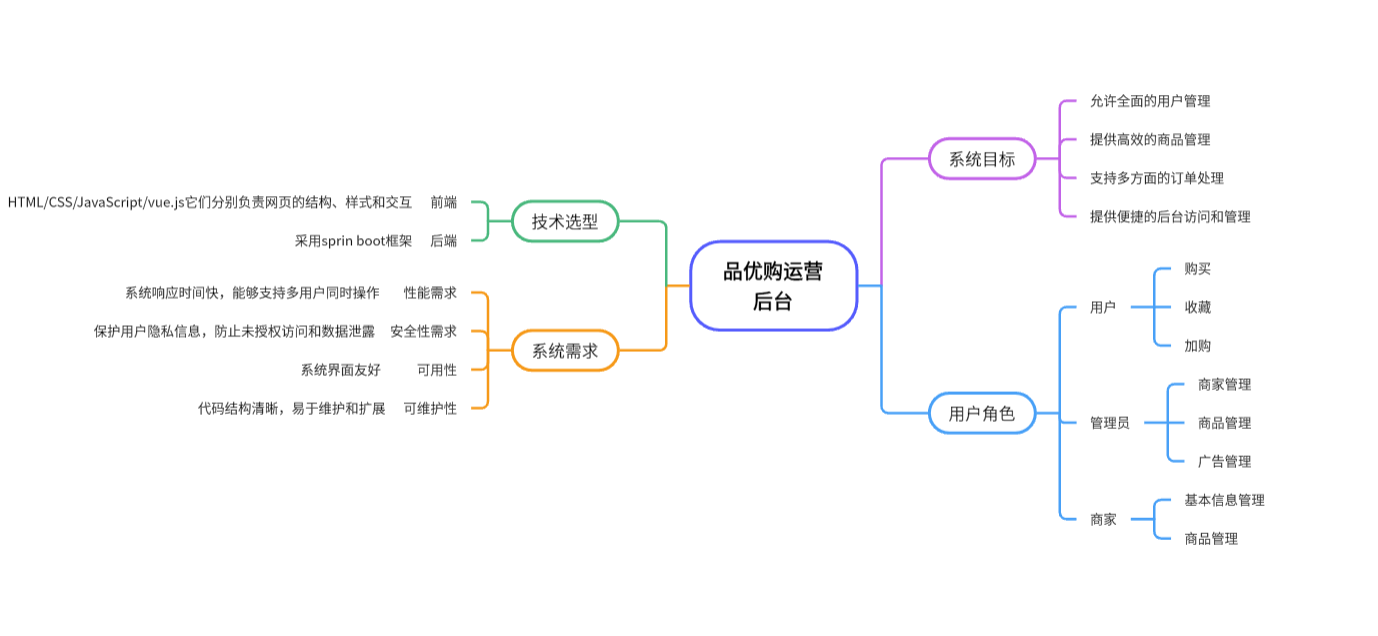 品优购运营
后台
系统目标
允许全面的用户管理
提供高效的商品管理
支持多方面的订单处理
提供便捷的后台访问和管理
用户角色
用户
购买
收藏
加购
管理员
商家管理
商品管理
广告管理
商家
基本信息管理
商品管理
技术选型
前端
HTML/CSS/JavaScript/vue.js它们分别负责网页的结构、样式和交互
后端
采用sprin boot框架
系统需求
性能需求
系统响应时间快，能够支持多用户同时操作
安全性需求
保护用户隐私信息，防止未授权访问和数据泄露
可用性
系统界面友好
可维护性
代码结构清晰，易于维护和扩展